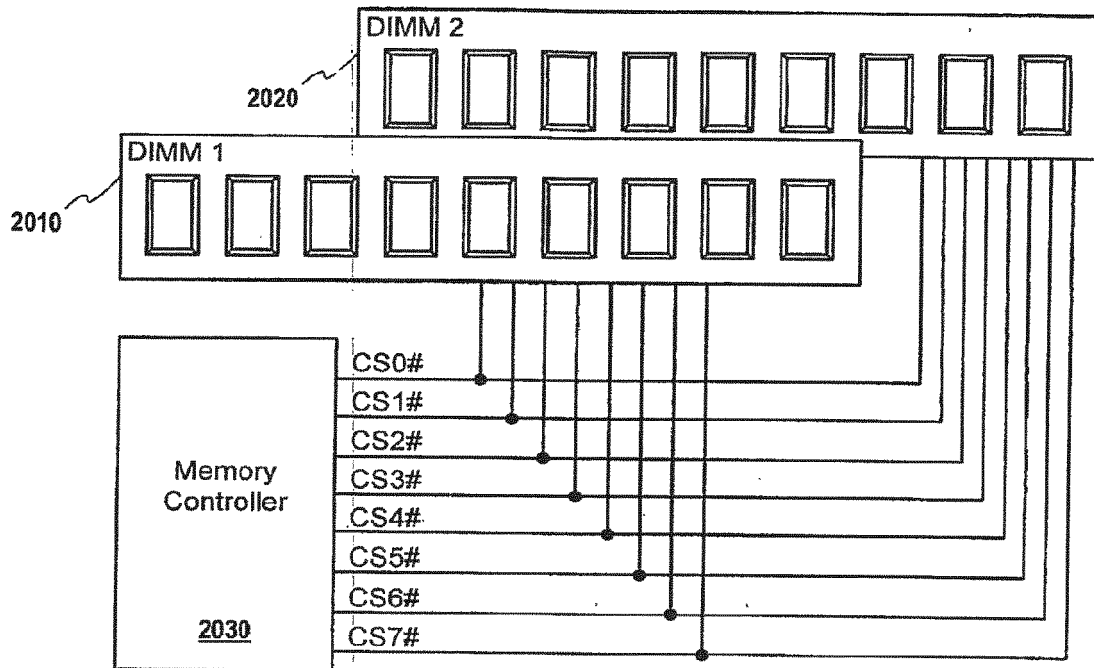 DIMM 2
2020
DIMM 1
2010
CS0#
CS1#
CS2#
CS3#
CS4#
CS5#
CS6#
CS7#
Memory
Controller
2030